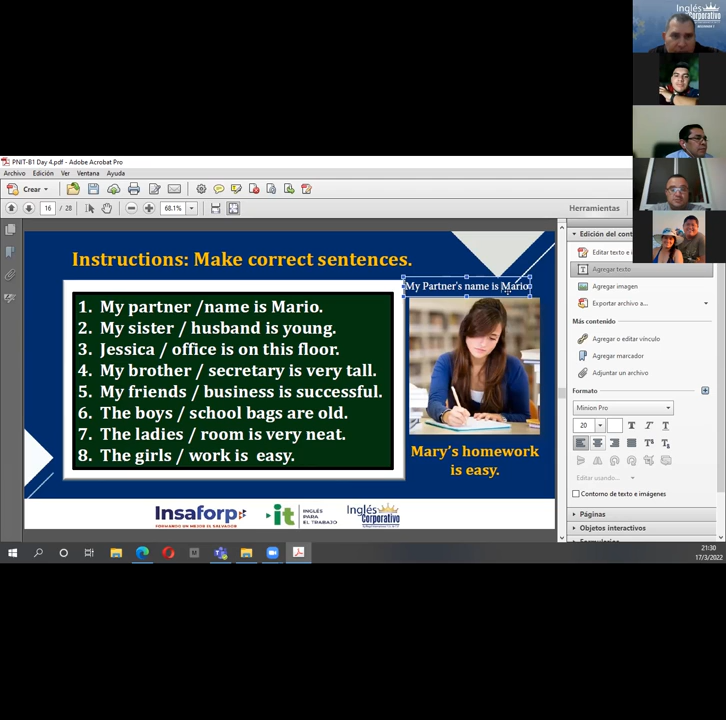 Inglés
Corporativo
PNIT-B1 Day 4.pdf - Adobe Acrobat Pro
Archivo Edición Ver Ventana Ayuda
Crear
16 / 28 68.1% Herramientas
Instructions: Make correct sentences.
My Partner's name is Mario
1. My partner /name is Mario.
2. My sister / husband is young.
3. Jessica / office is on this floor.
4. My brother / secretary is very tall.
5. My friends / business is successful.
6. The boys / school bags are old.
7. The ladies / room is very neat.
8. The girls / work is easy.
Mary's homework
is easy.
Insaforp
FORMANDO UN MEJOR EL SALVADOR
it
INGLÉS
PARA
EL TRABAJO
Inglés
Corporativo
Edición del cont
Editar texto e
Agregar texto
Agregar imagen
Exportar archivo a...
Más contenido
Agregar o editar vínculo
Agregar marcador
Adjuntar un archivo
Formato
Minion Pro
20
Editar usando...
Contorno de texto e imágenes
Páginas
Objetos interactivos
21:30
17/3/2022